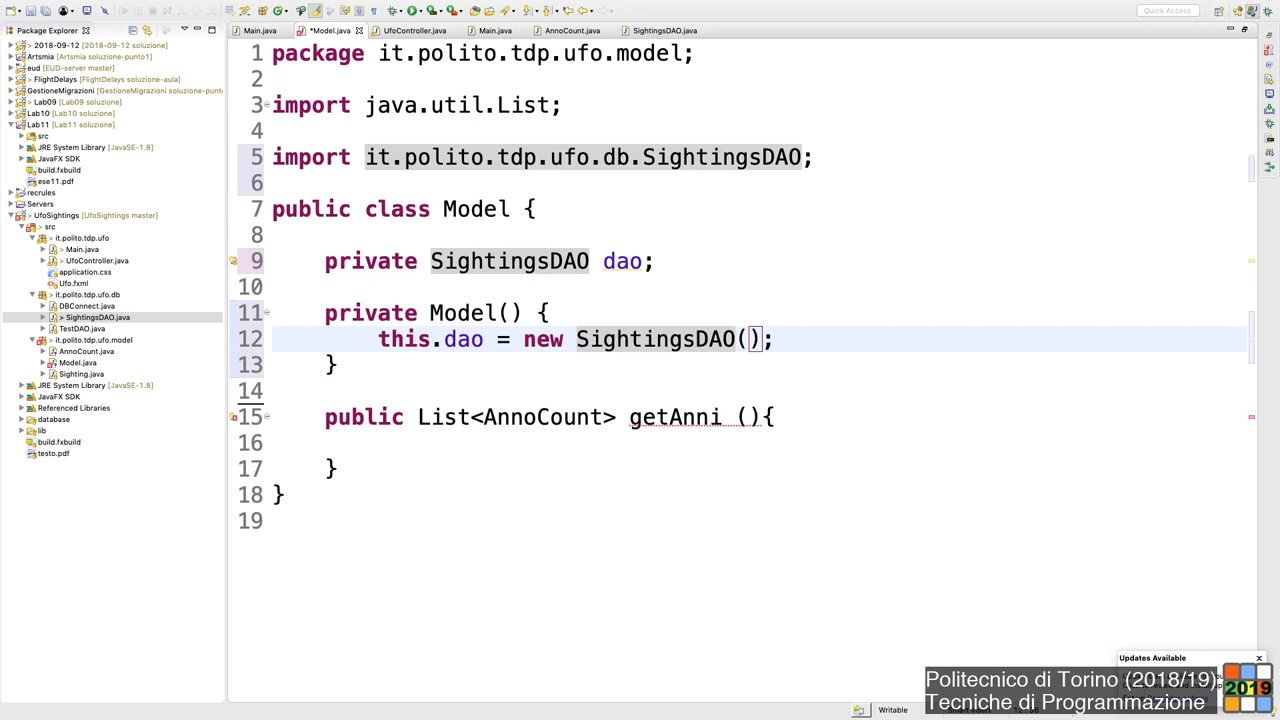 Quick Access
Package Explorer
Main.java
*Model.java
UfoController.java
Main.java
AnnoCount.java
SightingsDAO.java
> 2018-09-12 [2018-09-12 soluzione]
Artsmia [Artsmia soluzione-punto1]
eud [EUD-server master]
> FlightDelays [FlightDelays soluzione-aula]
GestioneMigrazioni [GestioneMigrazioni soluzione-punt
> Lab09 [Lab09 soluzione]
Lab10 [Lab10 soluzione]
Lab11 [Lab11 soluzione]
src
JRE System Library [JavaSE-1.8]
JavaFX SDK
build.fxbuild
ese11.pdf
recrules
Servers
> UfoSightings [UfoSightings master]
> src
> it.polito.tdp.ufo
> Main.java
> UfoController.java
application.css
Ufo.fxml
> it.polito.tdp.ufo.db
DBConnect.java
> SightingsDAO.java
TestDAO.java
it.polito.tdp.ufo.model
AnnoCount.java
Model.java
Sighting.java
JRE System Library [JavaSE-1.8]
JavaFX SDK
Referenced Libraries
database
lib
build.fxbuild
testo.pdf
1 package it.polito.tdp.ufo.model;
2
3 import java.util.List;
4
5 import it.polito.tdp.ufo.db.SightingsDAO;
6
7 public class Model {
8
9 private SightingsDAO dao;
10
11 private Model() {
12 this.dao = new SightingsDAO();
13 }
14
15 public List<AnnoCount> getAnni (){
16
17 }
18 }
19
Updates Available
Politecnico di Torino (2018/19)
Tecniche di Programmazione
2019
Writable